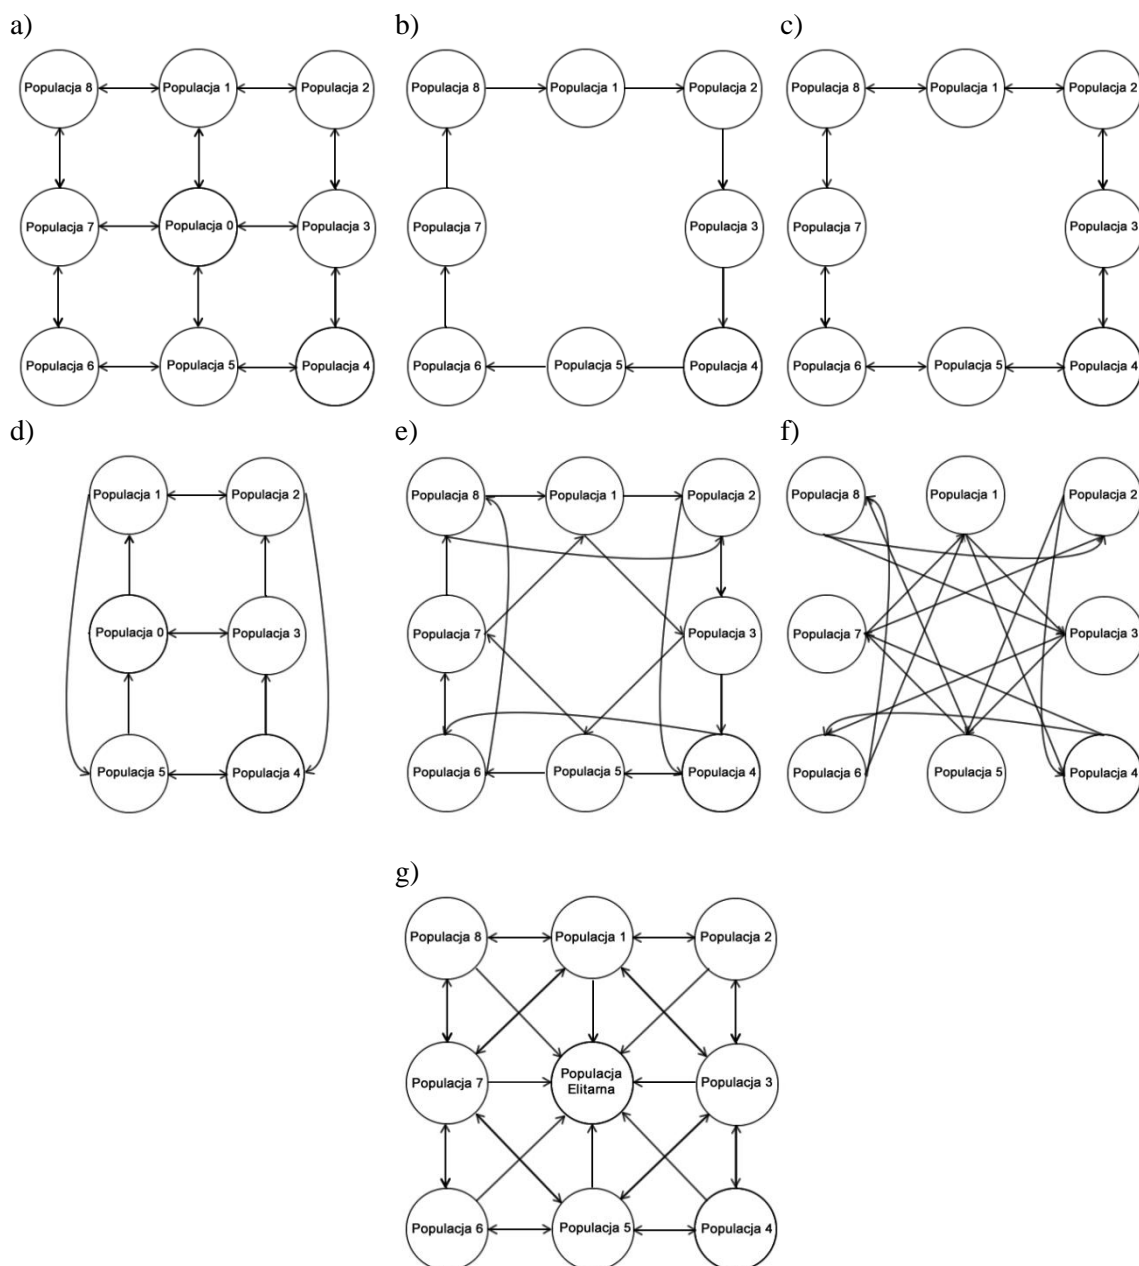 a)
b)
c)
Populacja 8
Populacja 1
Populacja 2
Populacja 8
Populacja 1
Populacja 2
Populacja 8
Populacja 1
Populacja 2
Populacja 7
Populacja 0
Populacja 3
Populacja 7
Populacja 3
Populacja 7
Populacja 3
Populacja 6
Populacja 5
Populacja 4
Populacja 6
Populacja 5
Populacja 4
Populacja 6
Populacja 5
Populacja 4
d)
e)
f)
Populacja 1
Populacja 2
Populacja 8
Populacja 1
Populacja 2
Populacja 8
Populacja 1
Populacja 2
Populacja 0
Populacja 3
Populacja 7
Populacja 3
Populacja 7
Populacja 3
Populacja 5
Populacja 4
Populacja 6
Populacja 5
Populacja 4
Populacja 6
Populacja 5
Populacja 4
g)
Populacja 8
Populacja 1
Populacja 2
Populacja 7
Populacja
Elitarna
Populacja 3
Populacja 6
Populacja 5
Populacja 4